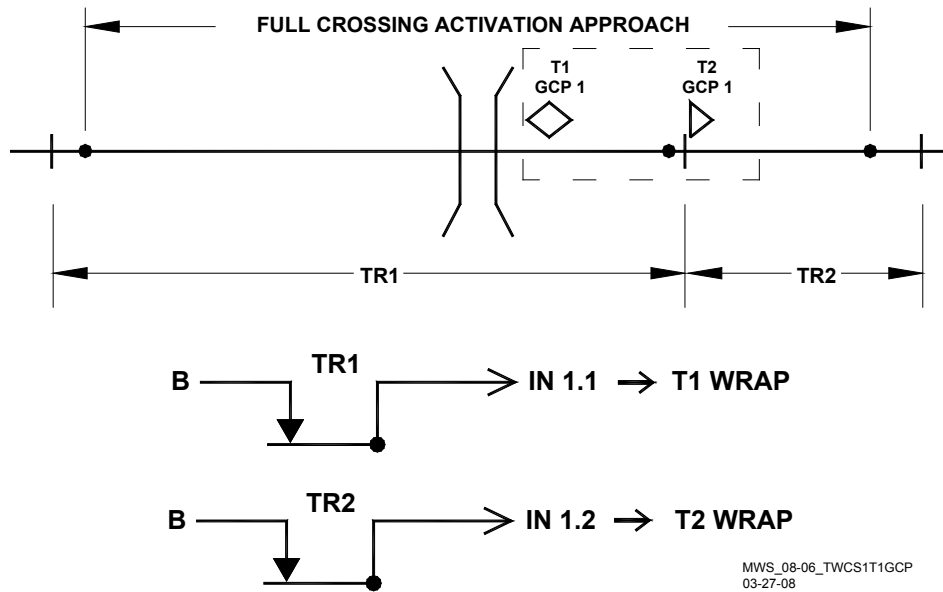 FULL CROSSING ACTIVATION APPROACH
T1
GCP 1
T2
GCP 1
TR1
TR2
TR1
B
IN 1.1
T1 WRAP
TR2
B
IN 1.2
T2 WRAP
MWS_08-06_TWCS1T1GCP
03-27-08